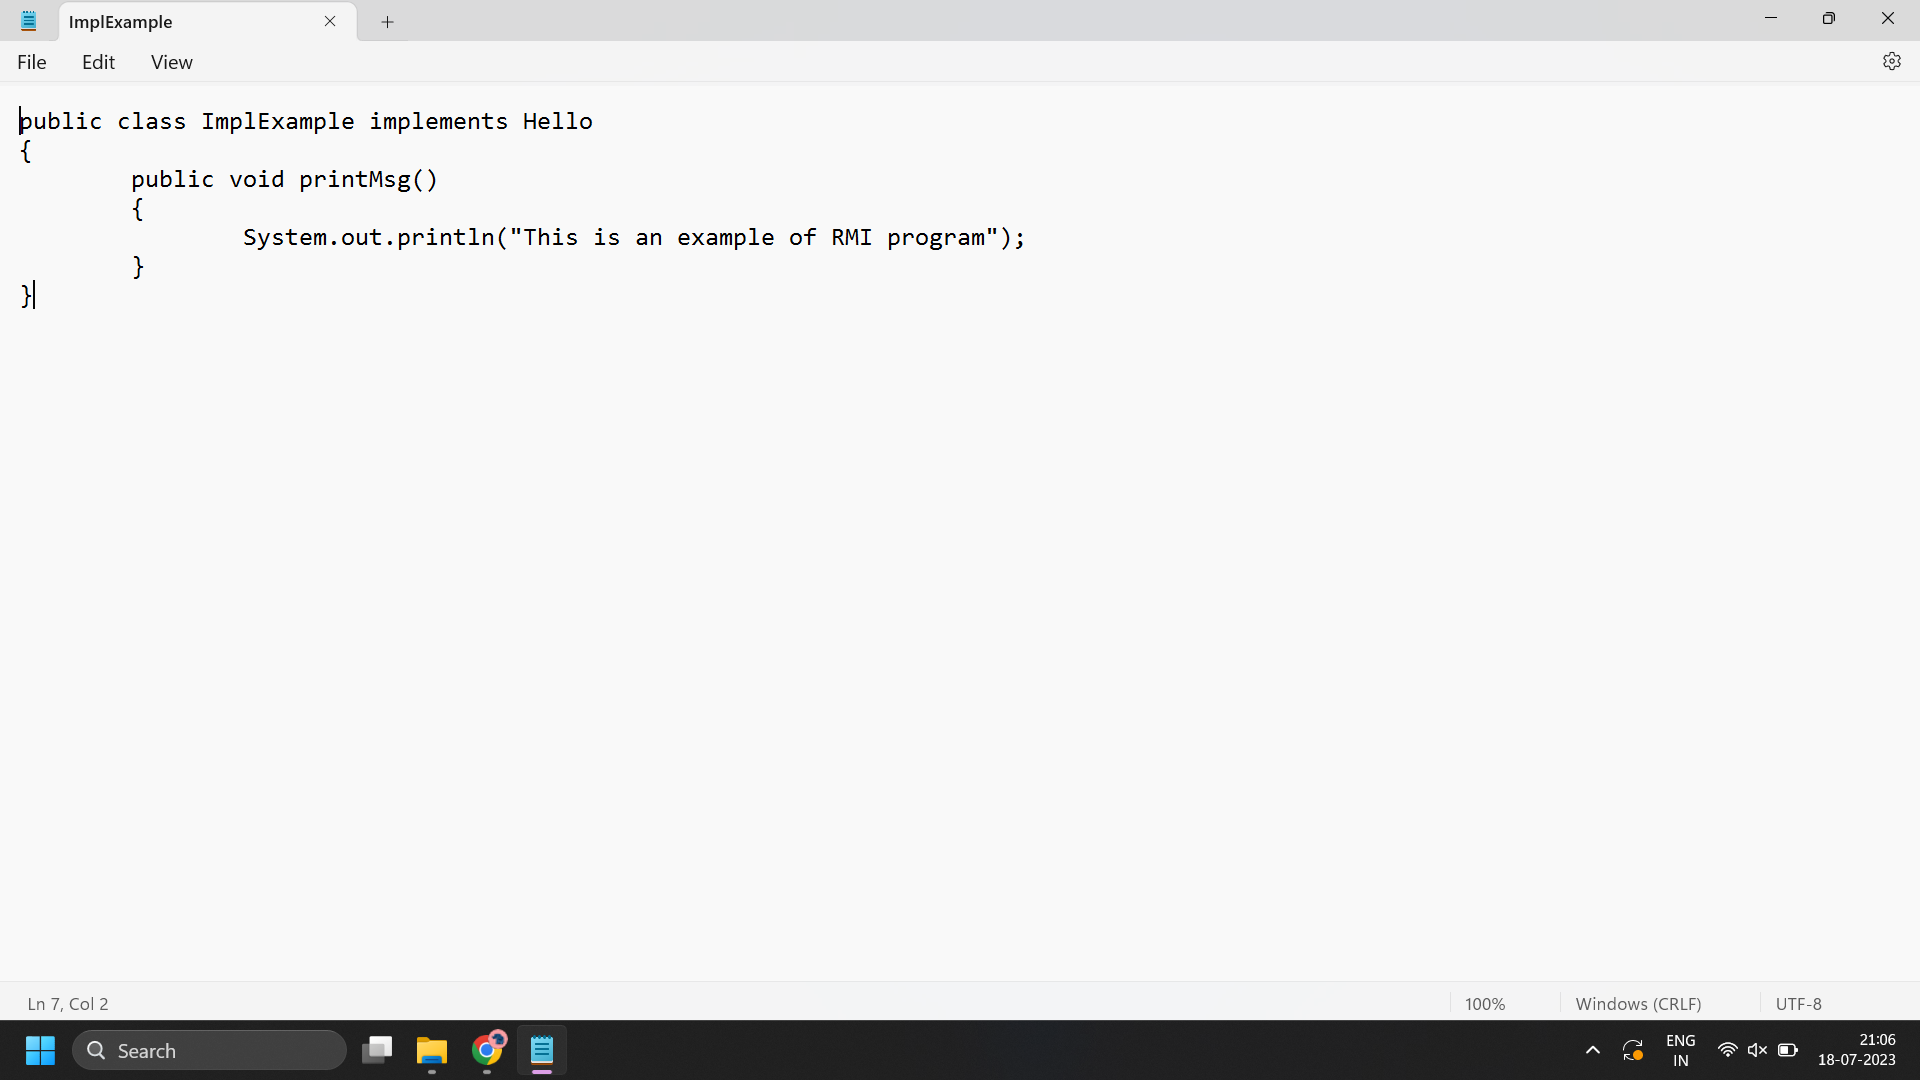 ImplExample
File Edit View
public class ImplExample implements Hello
{
        public void printMsg()
        {
                System.out.println("This is an example of RMI program");
        }
}
Ln 7, Col 2 100% Windows (CRLF) UTF-8
Search ENG 21:06
IN 18-07-2023